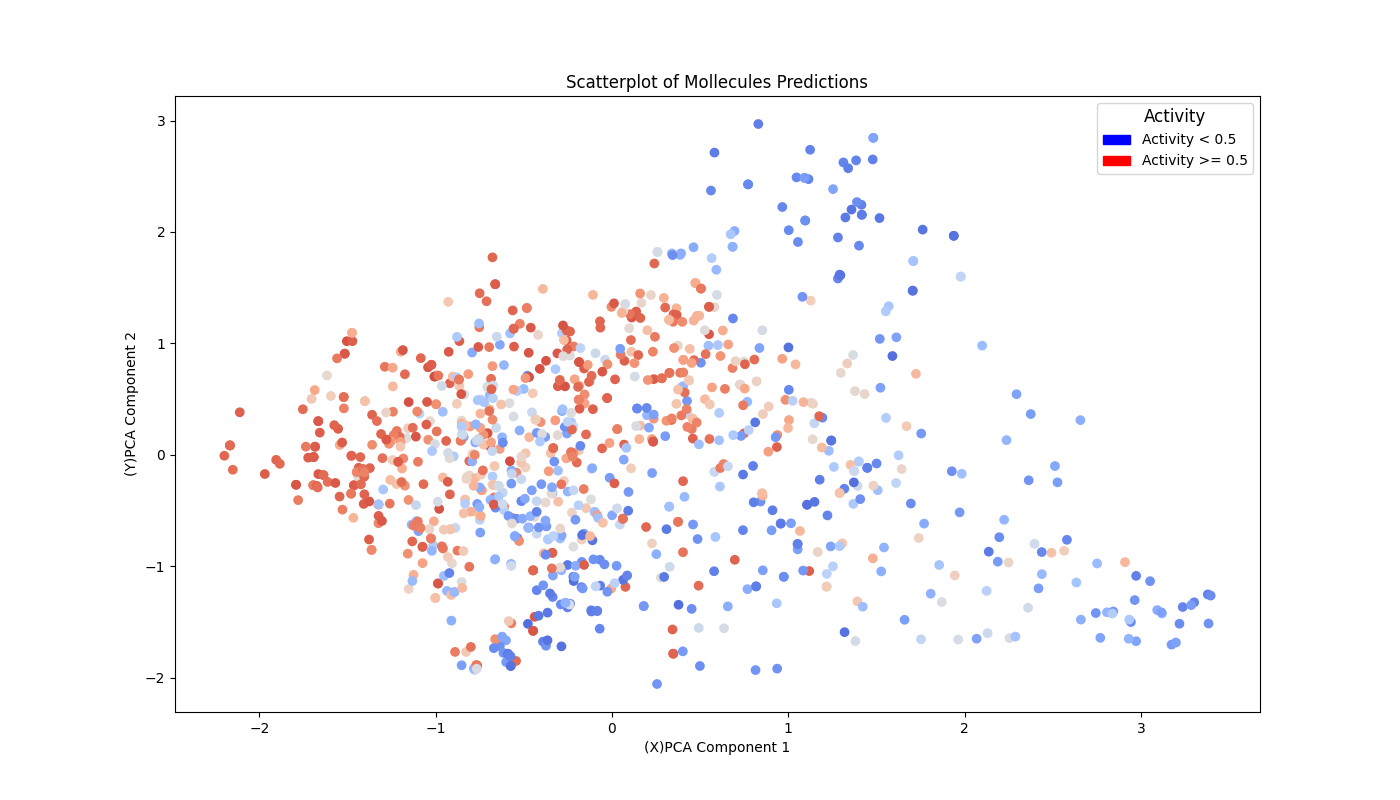 Scatterplot of Mollecules Predictions
Activity
Activity < 0.5
Activity >= 0.5
3
2
1
0
−1
−2
(Y)PCA Component 2
−2
−1
0
1
2
3
(X)PCA Component 1